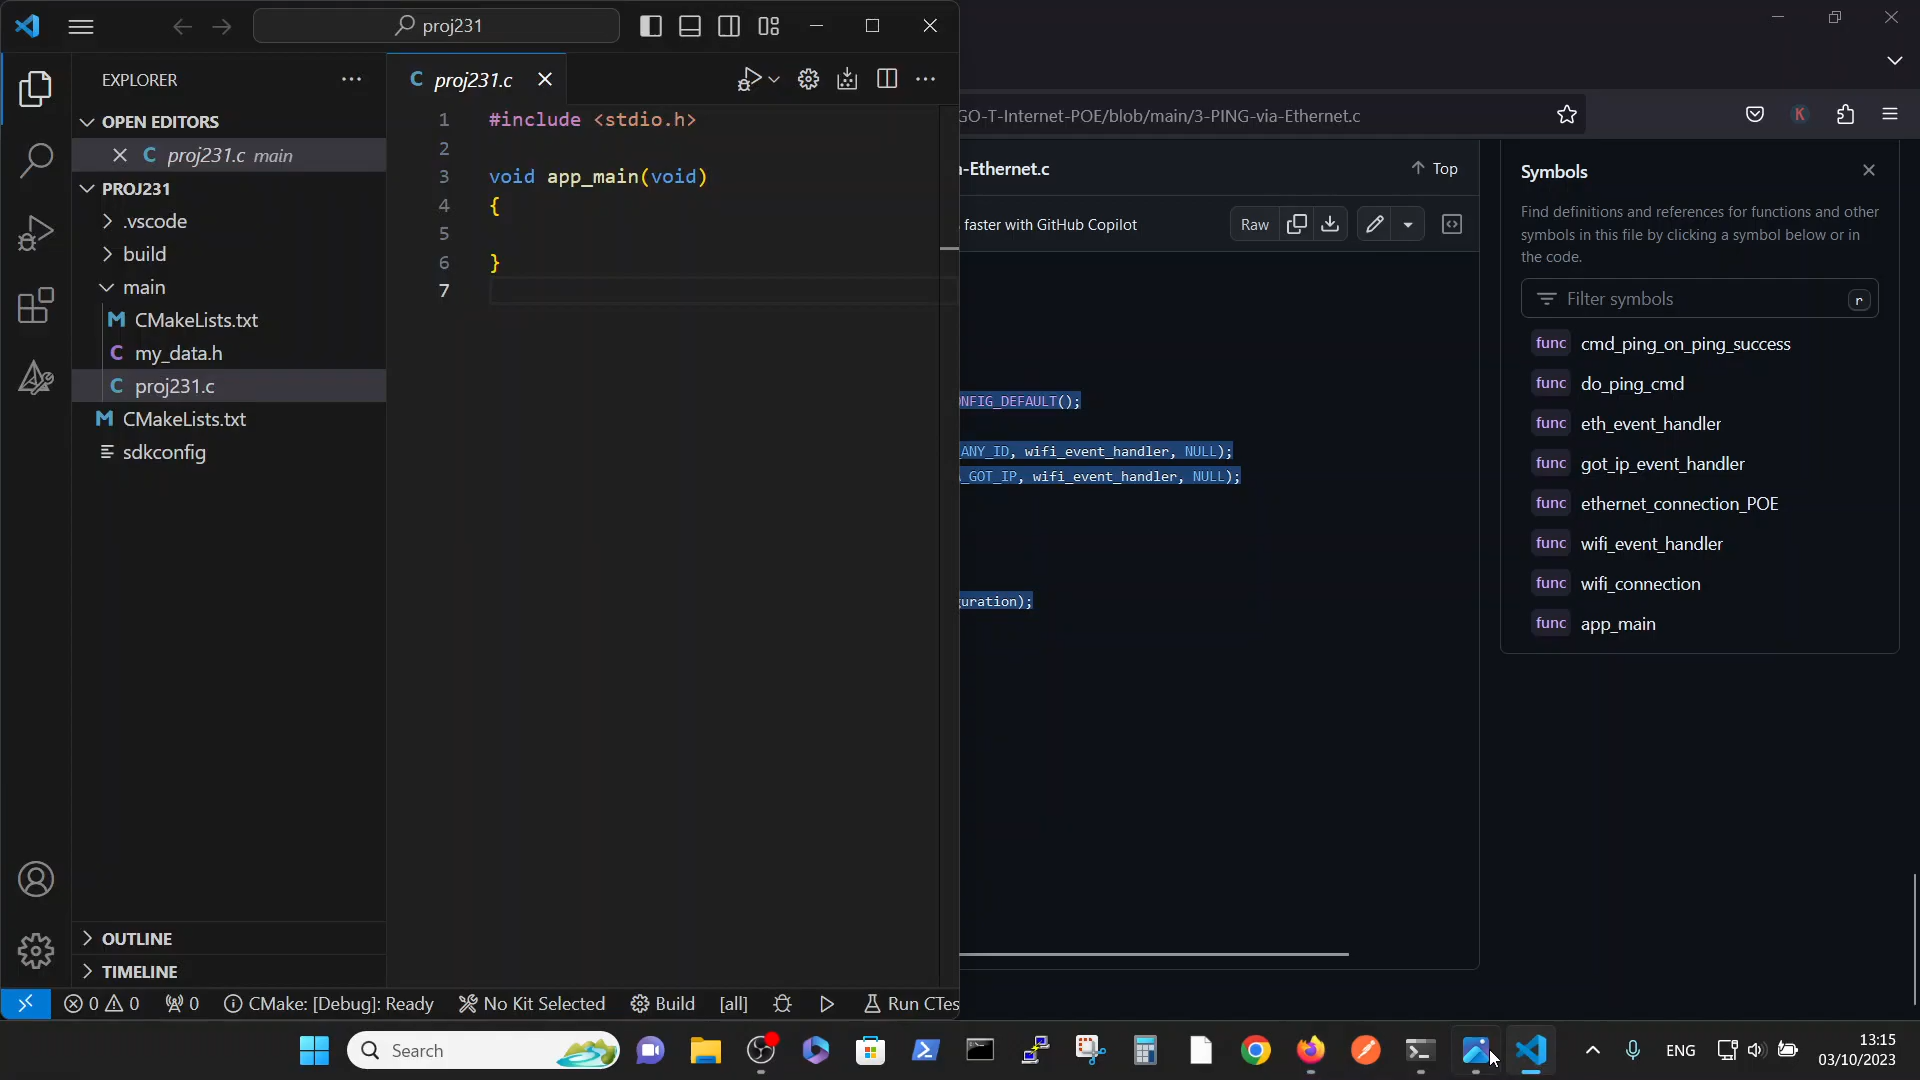 proj231
EXPLORER
OPEN EDITORS
proj231.c main
PROJ231
.vscode
build
main
CMakeLists.txt
my_data.h
proj231.c
CMakeLists.txt
sdkconfig
OUTLINE
TIMELINE
proj231.c
1 #include <stdio.h>
2
3 void app_main(void)
4 {
5
6 }
7
0 0 0 CMake: [Debug]: Ready No Kit Selected Build [all] Run CTes
GO-T-Internet-POE/blob/main/3-PING-via-Ethernet.c
a-Ethernet.c
Top
faster with GitHub Copilot
Raw
ONFIG_DEFAULT();
ANY_ID, wifi_event_handler, NULL);
_GOT_IP, wifi_event_handler, NULL);
guration);
Symbols
Find definitions and references for functions and other
symbols in this file by clicking a symbol below or in
the code.
Filter symbols r
func cmd_ping_on_ping_success
func do_ping_cmd
func eth_event_handler
func got_ip_event_handler
func ethernet_connection_POE
func wifi_event_handler
func wifi_connection
func app_main
Search
ENG
13:15
03/10/2023